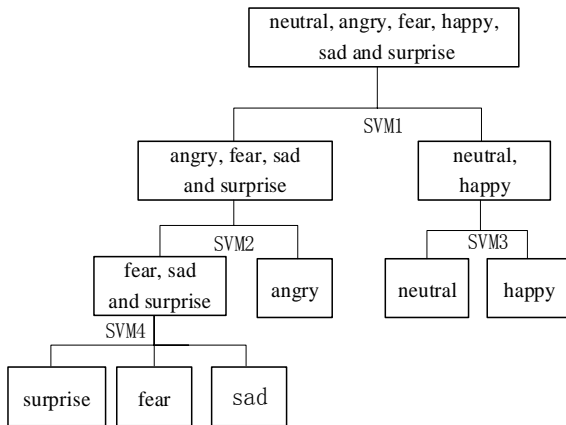 neutral, angry, fear, happy,
sad and surprise
SVM1
angry, fear, sad
and surprise
neutral,
happy
SVM2
SVM3
fear, sad
and surprise
angry
neutral
happy
SVM4
surprise
fear
sad